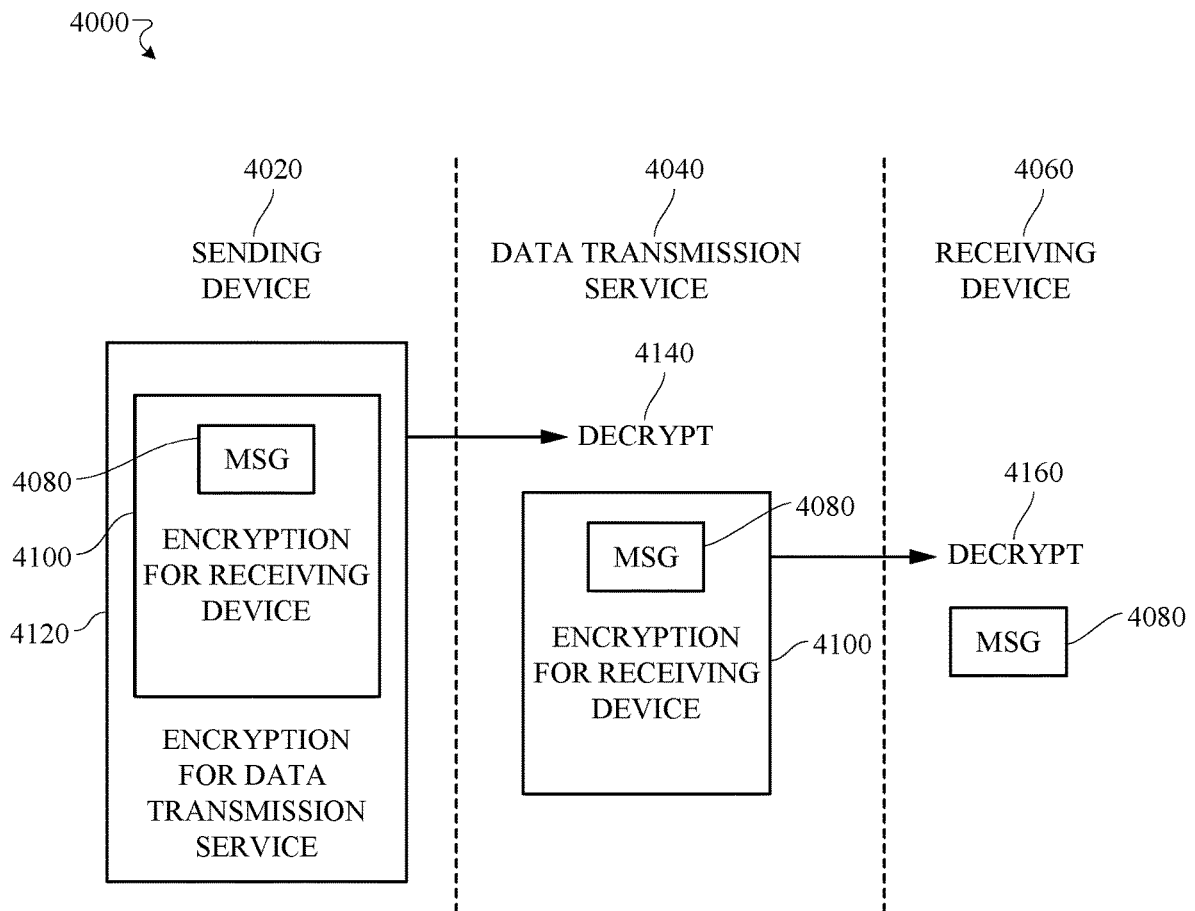 4000
4020
4040
4060
SENDING
DEVICE
DATA TRANSMISSION
SERVICE
RECEIVING
DEVICE
4140
DECRYPT
MSG
4080
4100
ENCRYPTION
FOR RECEIVING
DEVICE
4120
ENCRYPTION
FOR DATA
TRANSMISSION
SERVICE
4080
MSG
ENCRYPTION
FOR RECEIVING
DEVICE
4100
4160
DECRYPT
MSG
4080